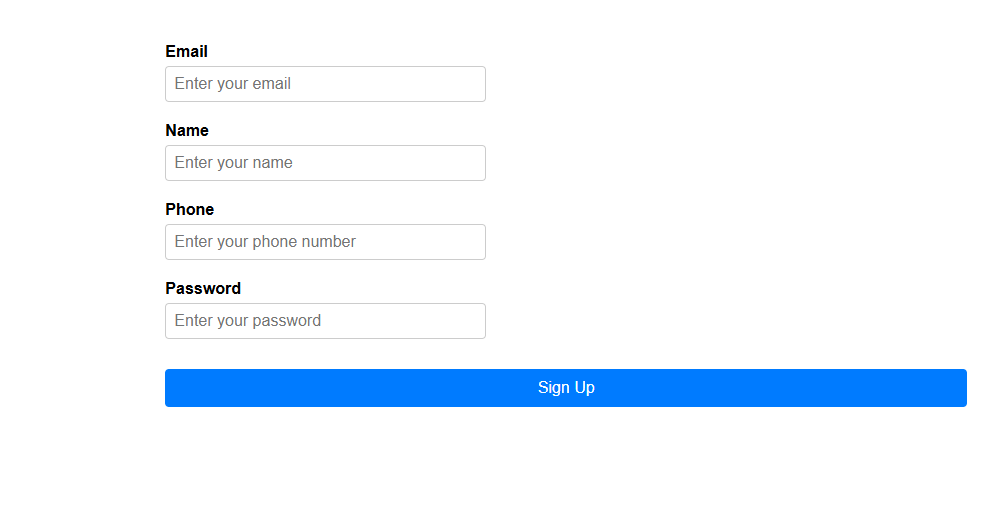 Email
Enter your email
Name
Enter your name
Phone
Enter your phone number
Password
Enter your password
Sign Up